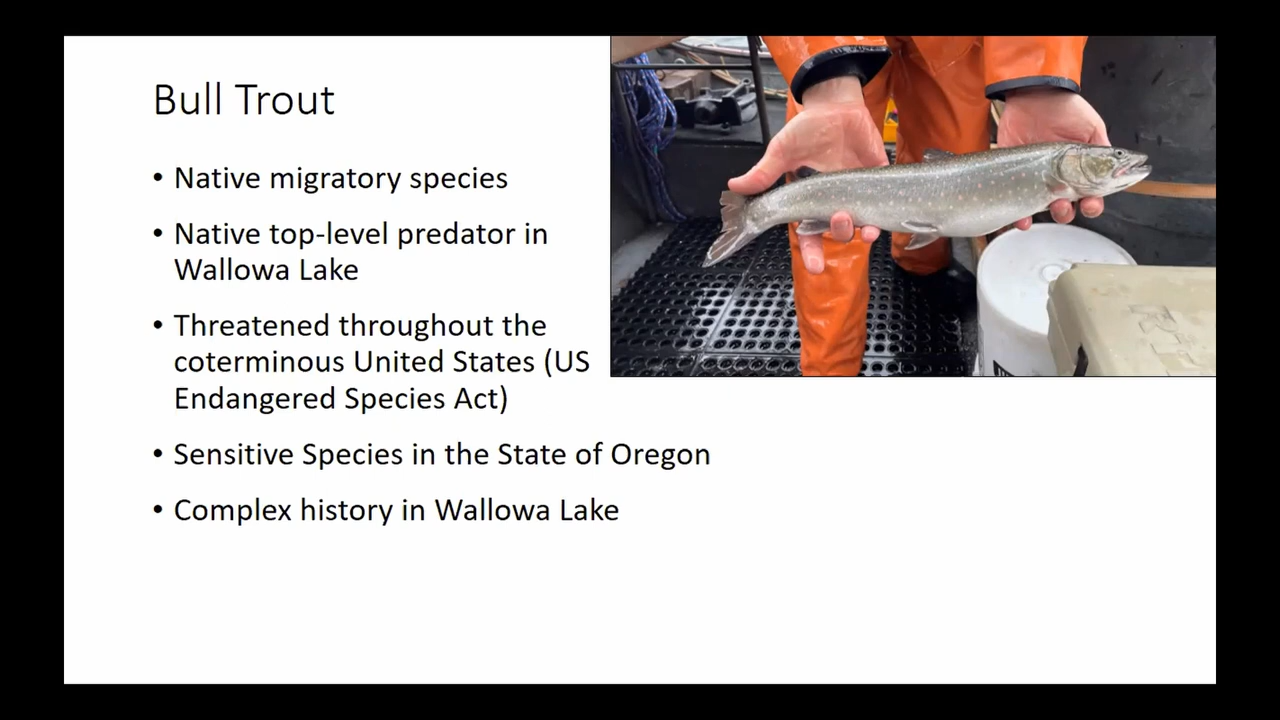 Bull Trout
• Native migratory species
• Native top-level predator in
Wallowa Lake
• Threatened throughout the
coterminous United States (US
Endangered Species Act)
• Sensitive Species in the State of Oregon
• Complex history in Wallowa Lake